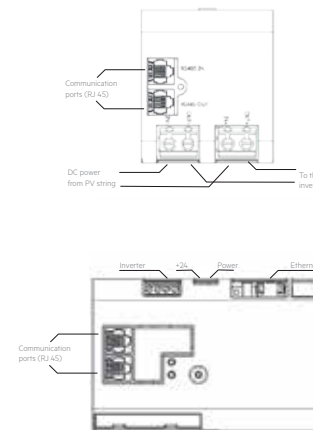 RS485 In
Communication
ports (RJ 45)
RS485 Out
DC power
from PV string
To th
inver
Inverter
+24
Power
Ethern
Communication
ports (RJ 45)